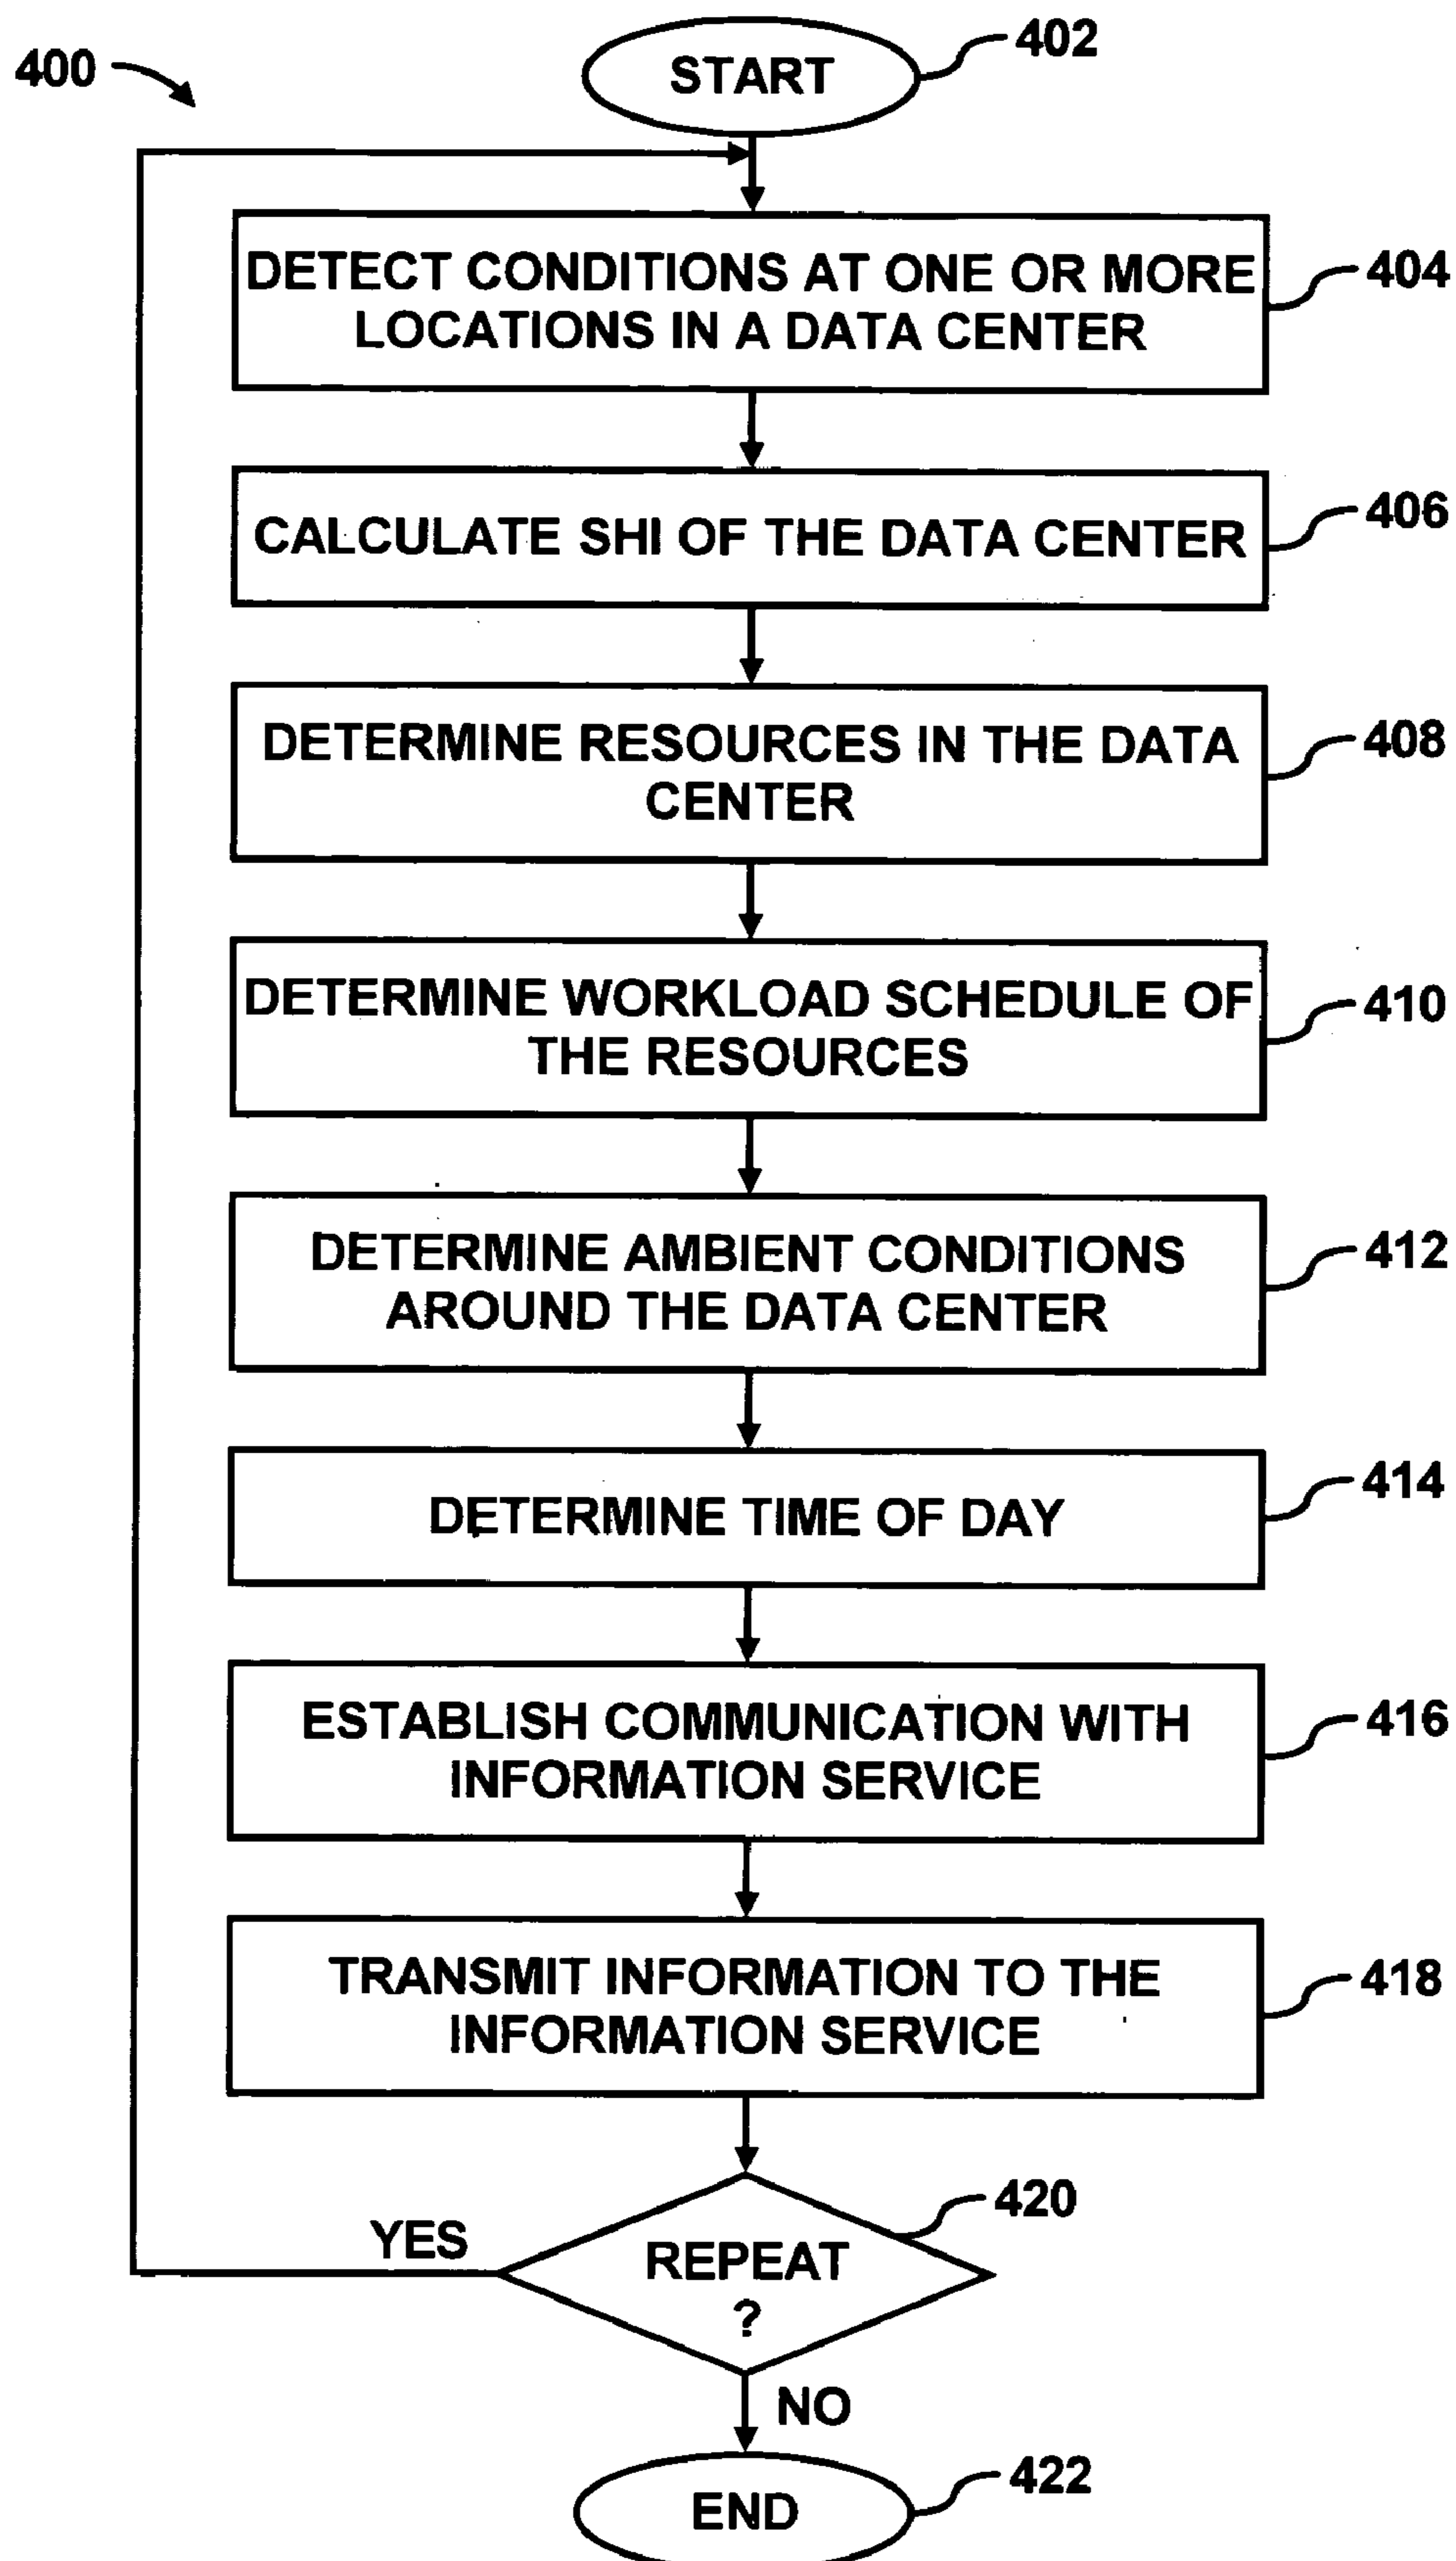 400
START
402
DETECT CONDITIONS AT ONE OR MORE
LOCATIONS IN A DATA CENTER
404
CALCULATE SHI OF THE DATA CENTER
406
DETERMINE RESOURCES IN THE DATA
CENTER
408
DETERMINE WORKLOAD SCHEDULE OF
THE RESOURCES
410
DETERMINE AMBIENT CONDITIONS
AROUND THE DATA CENTER
412
DETERMINE TIME OF DAY
414
ESTABLISH COMMUNICATION WITH
INFORMATION SERVICE
416
TRANSMIT INFORMATION TO THE
INFORMATION SERVICE
418
REPEAT
?
420
YES
NO
END
422